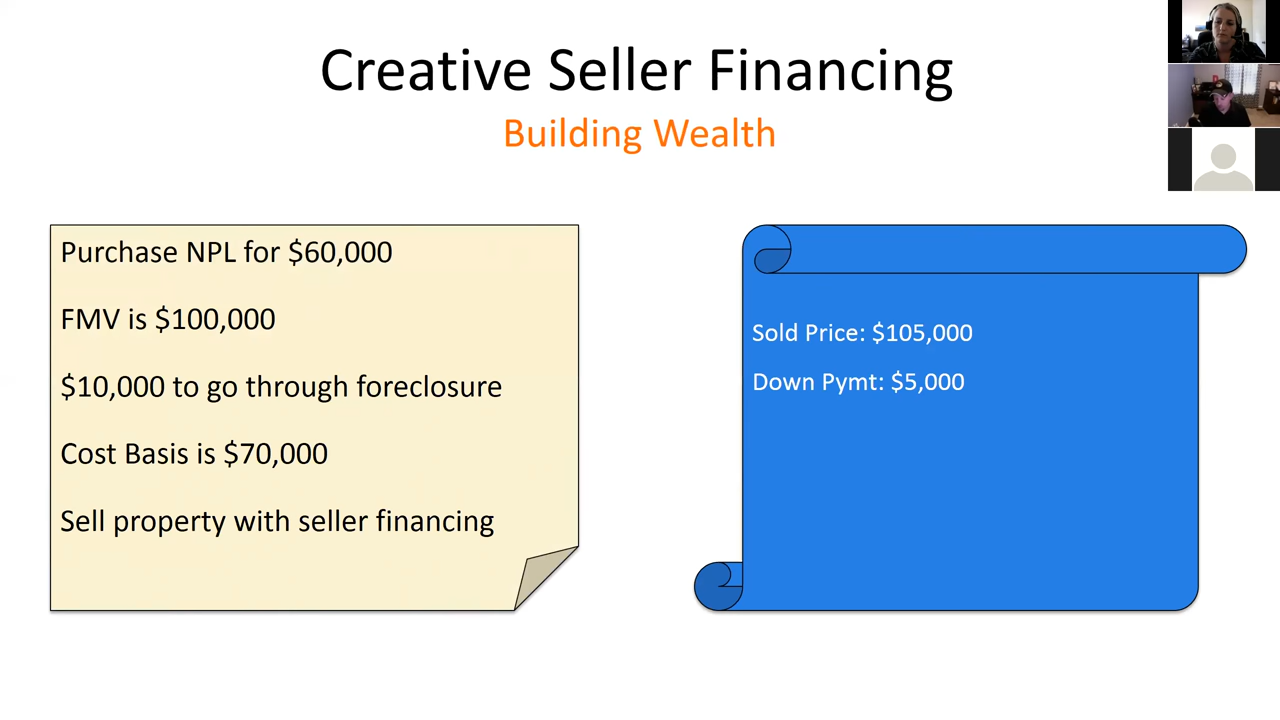 Creative Seller Financing
Building Wealth
Purchase NPL for $60,000
FMV is $100,000
$10,000 to go through foreclosure
Cost Basis is $70,000
Sell property with seller financing
Sold Price: $105,000
Down Pymt: $5,000